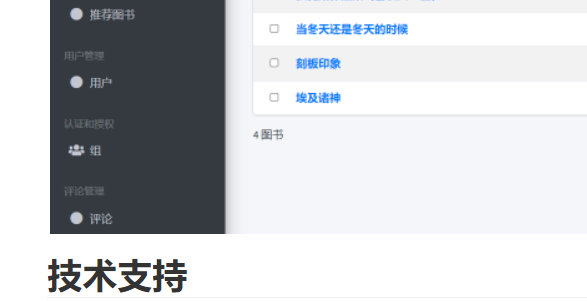 推荐图书
当冬天还是冬天的时候
用户管理
刻板印象
用户
埃及诸神
认证和授权
4 图书
组
评论管理
评论
技术支持